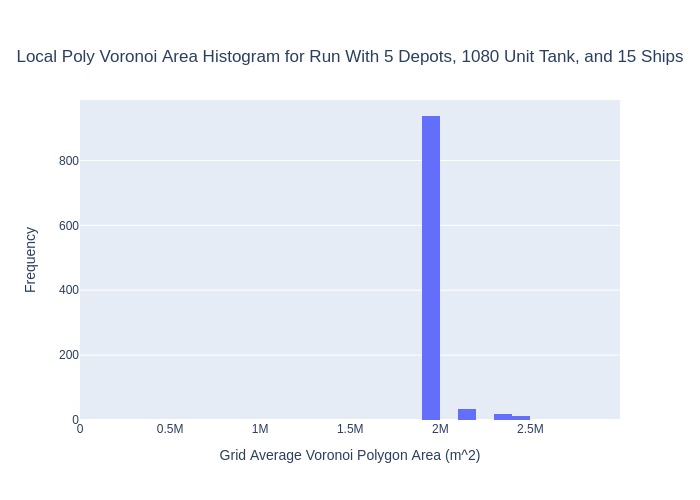 Local Poly Voronoi Area Histogram for Run With 5 Depots, 1080 Unit Tank, and 15 Ships
800
600
400
200
0
Frequency
0 0.5M 1M 1.5M 2M 2.5M
Grid Average Voronoi Polygon Area (m^2)